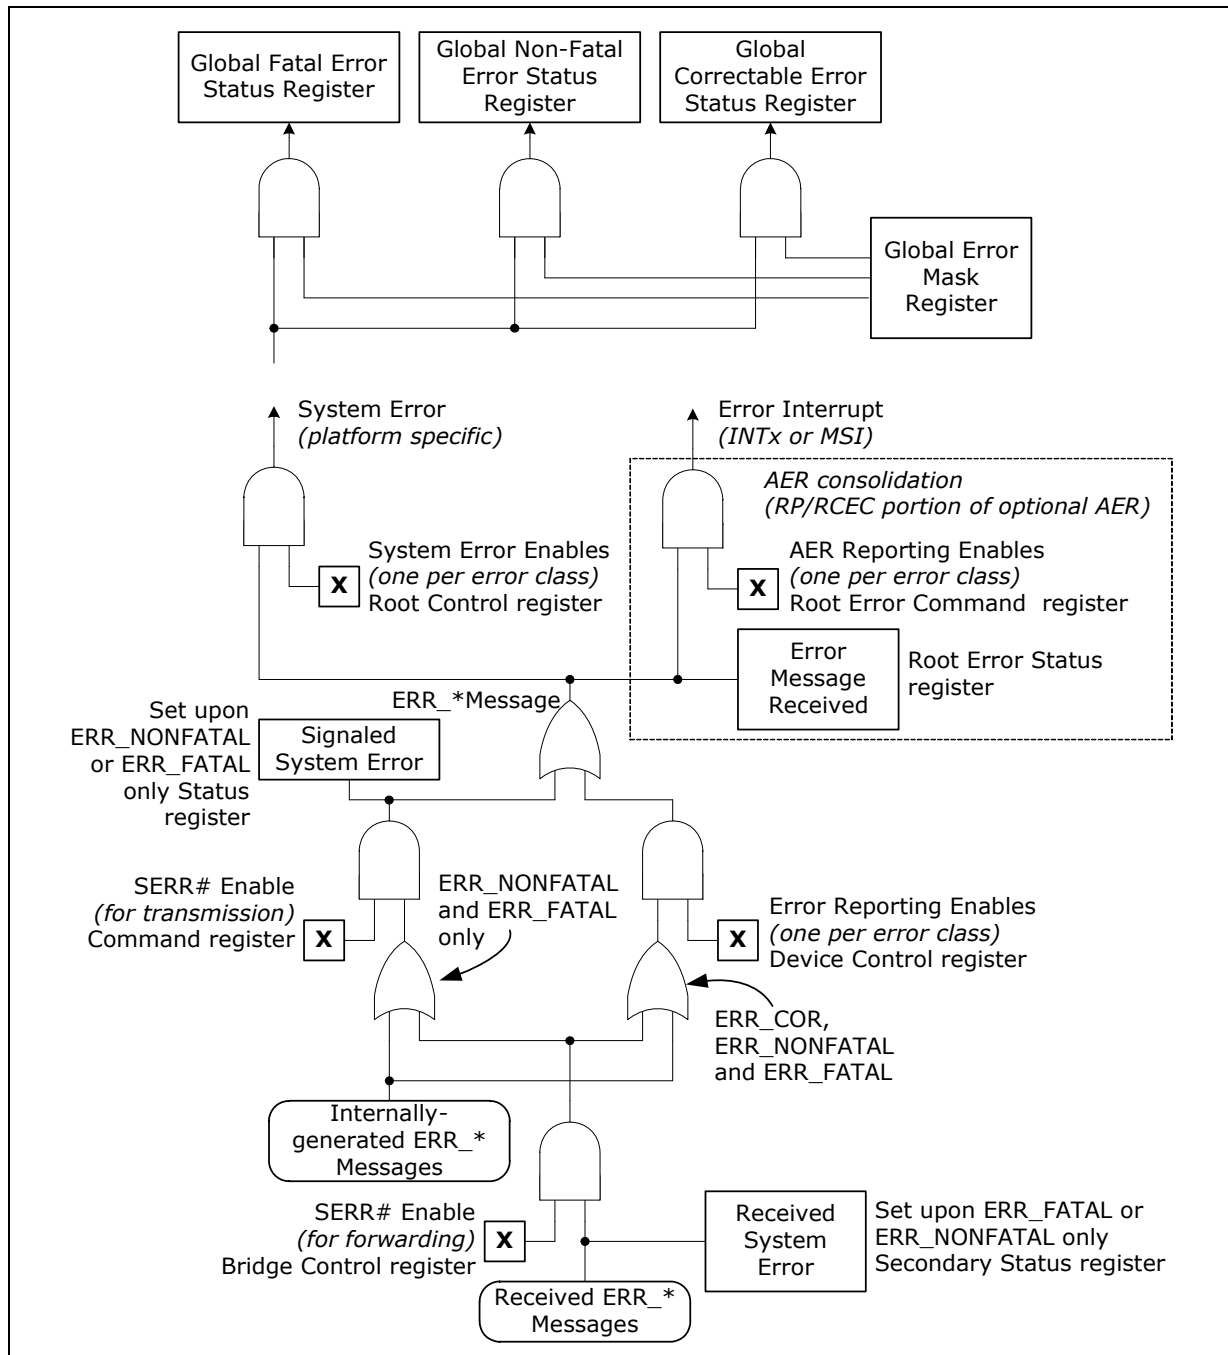 Global Fatal Error
Status Register
Global Non-Fatal
Error Status
Register
Global
Correctable Error
Status Register
Global Error
Mask
Register
System Error
(platform specific)
Error Interrupt
(INTx or MSI)
AER consolidation
(RP/RCEC portion of optional AER)
System Error Enables
(one per error class)
Root Control register
X
AER Reporting Enables
(one per error class)
Root Error Command register
X
Error
Message
Received
Root Error Status
register
ERR_*Message
Set upon
ERR_NONFATAL
or ERR_FATAL
only Status
register
Signaled
System Error
SERR# Enable
(for transmission)
Command register
X
ERR_NONFATAL
and ERR_FATAL
only
X
Error Reporting Enables
(one per error class)
Device Control register
ERR_COR,
ERR_NONFATAL
and ERR_FATAL
Internally-
generated ERR_*
Messages
SERR# Enable
(for forwarding)
Bridge Control register
X
Received
System
Error
Set upon ERR_FATAL or
ERR_NONFATAL only
Secondary Status register
Received ERR_*
Messages